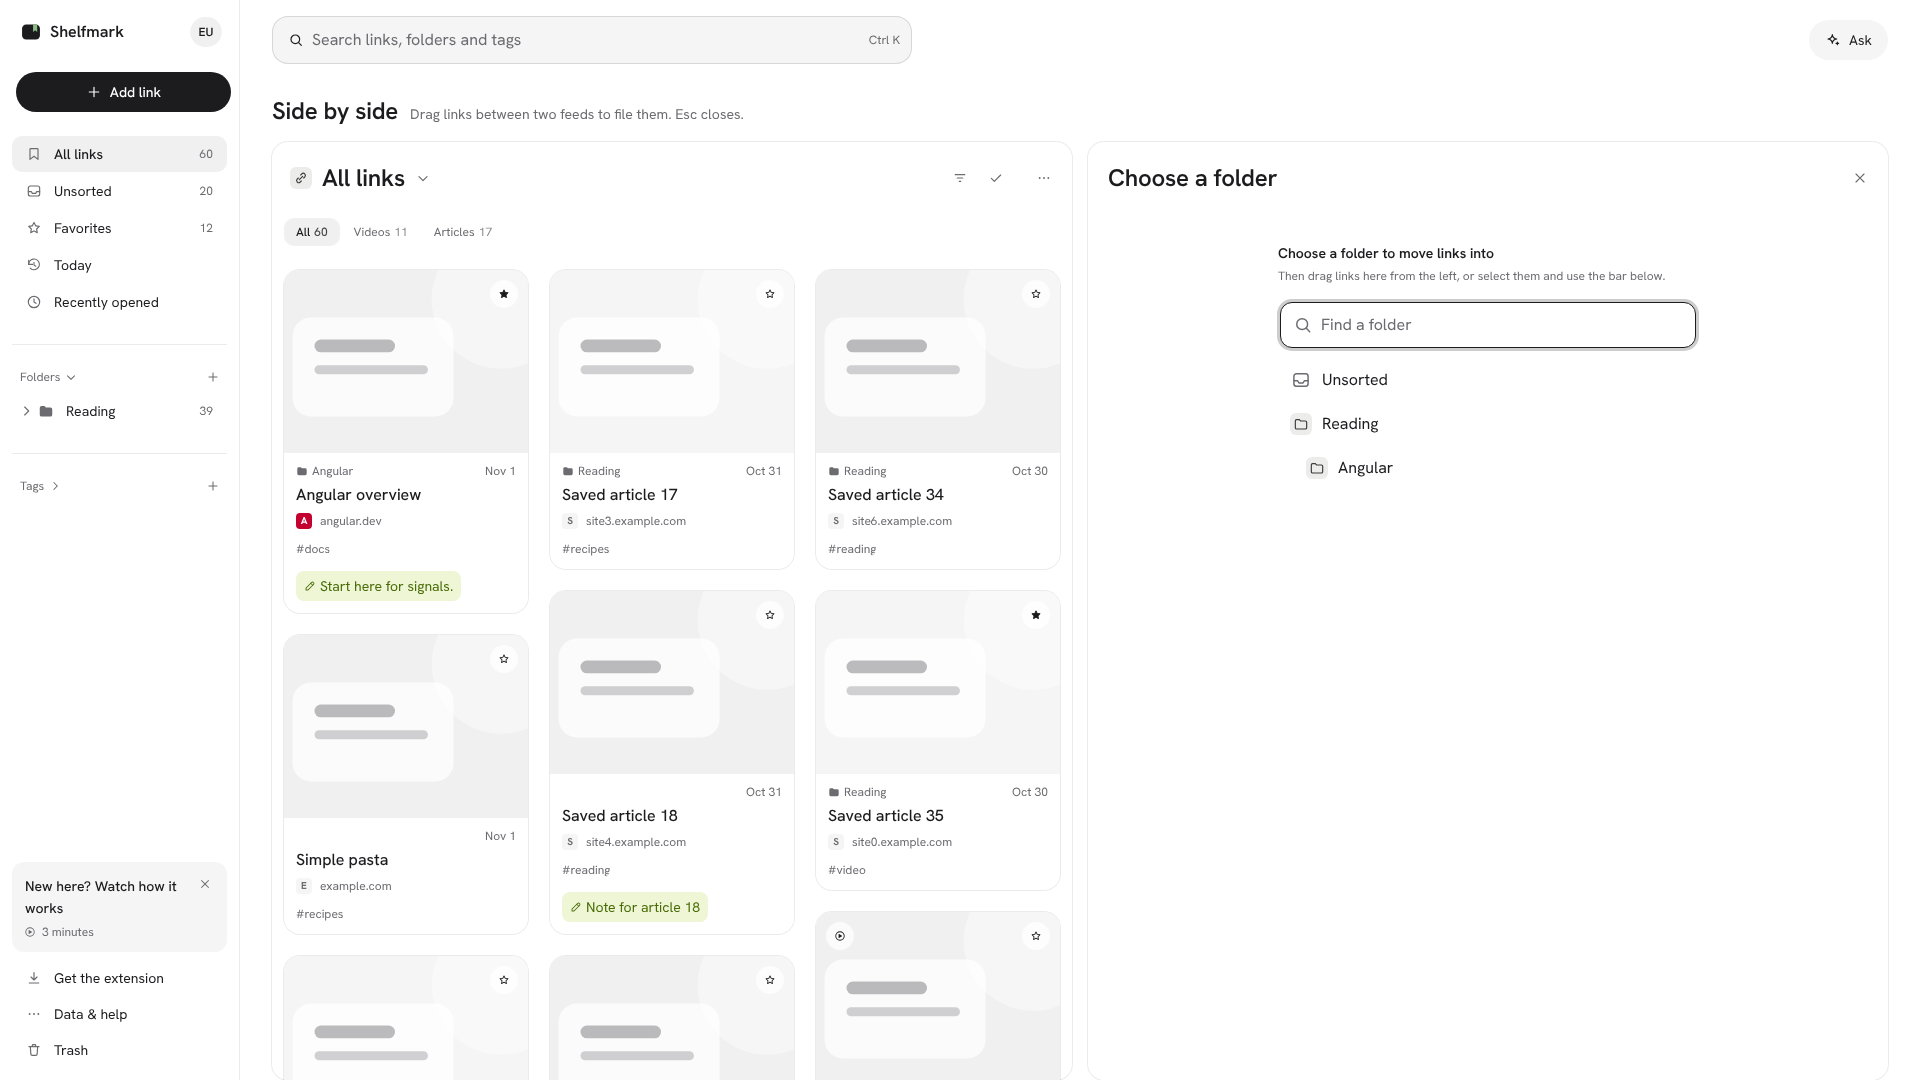 Shelfmark
EU
Add link
All links 60
Unsorted 20
Favorites 12
Today
Recently opened
Folders
Reading 39
Tags
New here? Watch how it
works
3 minutes
Get the extension
Data & help
Trash
Search links, folders and tags Ctrl K
Ask
Side by side Drag links between two feeds to file them. Esc closes.
All links
All 60 Videos 11 Articles 17
Angular Nov 1
Angular overview
A angular.dev
#docs
Start here for signals.
Nov 1
Simple pasta
E example.com
#recipes
Reading Oct 31
Saved article 17
S site3.example.com
#recipes
Oct 31
Saved article 18
S site4.example.com
#reading
Note for article 18
Reading Oct 30
Saved article 34
S site6.example.com
#reading
Reading Oct 30
Saved article 35
S site0.example.com
#video
Choose a folder
Choose a folder to move links into
Then drag links here from the left, or select them and use the bar below.
Find a folder
Unsorted
Reading
Angular